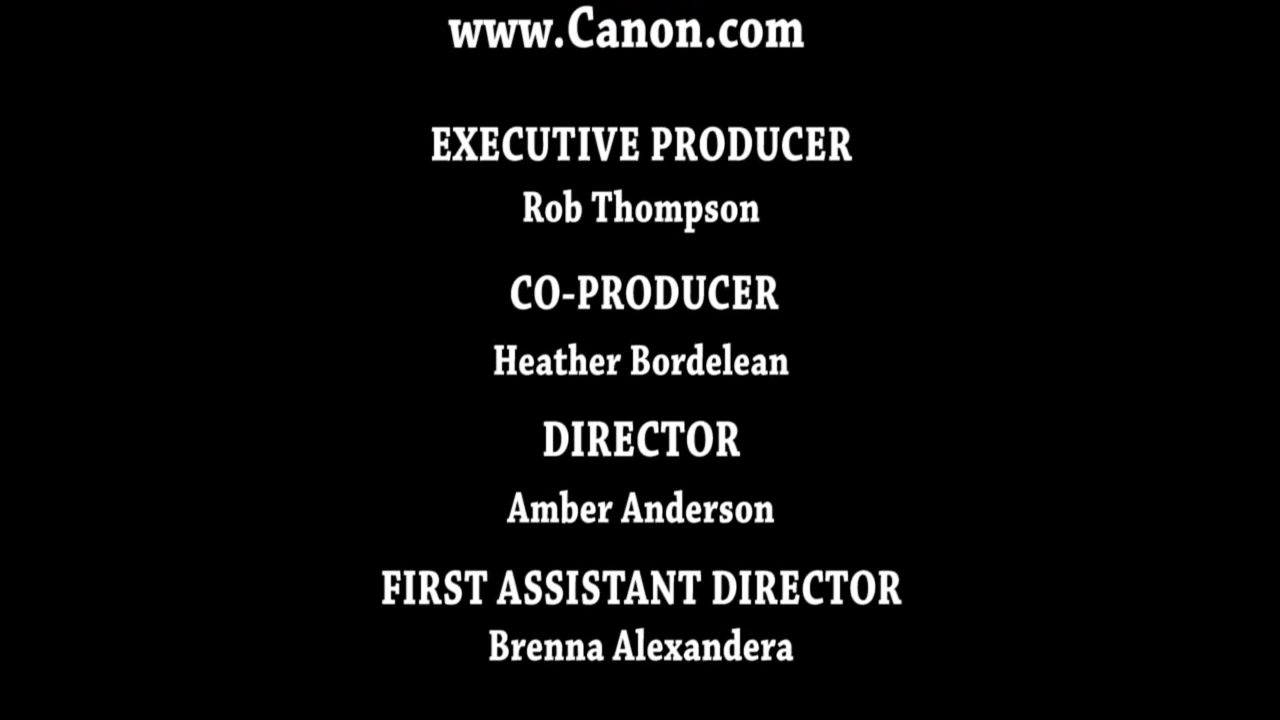 www.Canon.com
EXECUTIVE PRODUCER
Rob Thompson
CO-PRODUCER
Heather Bordelean
DIRECTOR
Amber Anderson
FIRST ASSISTANT DIRECTOR
Brenna Alexandera